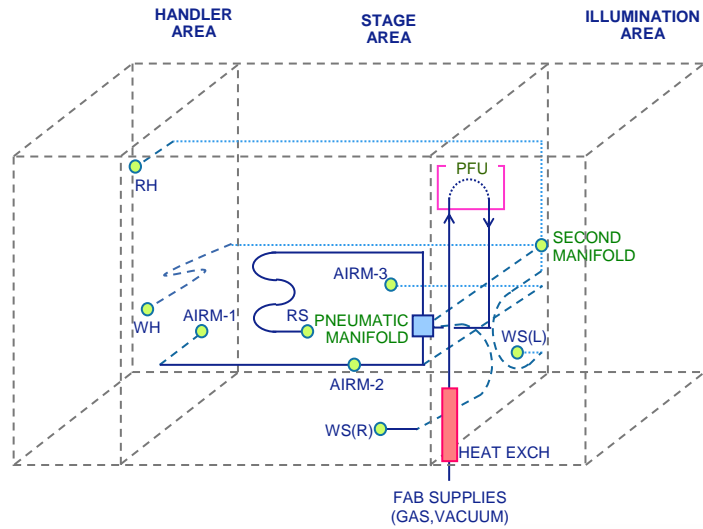 HANDLER
AREA
STAGE
AREA
ILLUMINATION
AREA
PFU
RH
SECOND
MANIFOLD
AIRM-3
WH
AIRM-1
RS
PNEUMATIC
MANIFOLD
WS(L)
AIRM-2
WS(R)
HEAT EXCH
FAB SUPPLIES
(GAS,VACUUM)